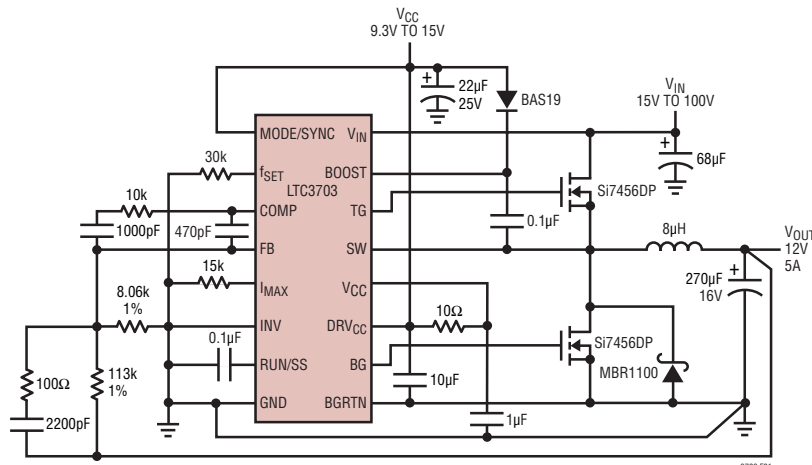 VCC
9.3V TO 15V
+
22µF
25V
BAS19
VIN
15V TO 100V
+
68µF
MODE/SYNC
VIN
30k
fSET
BOOST
LTC3703
Si7456DP
10k
COMP
TG
1000pF
470pF
0.1µF
FB
SW
8µH
VOUT
12V
5A
15k
IMAX
VCC
270µF
16V
+
8.06k
1%
INV
DRVCC
10Ω
0.1µF
Si7456DP
RUN/SS
BG
MBR1100
100Ω
113k
1%
10µF
GND
BGRTN
2200pF
1µF